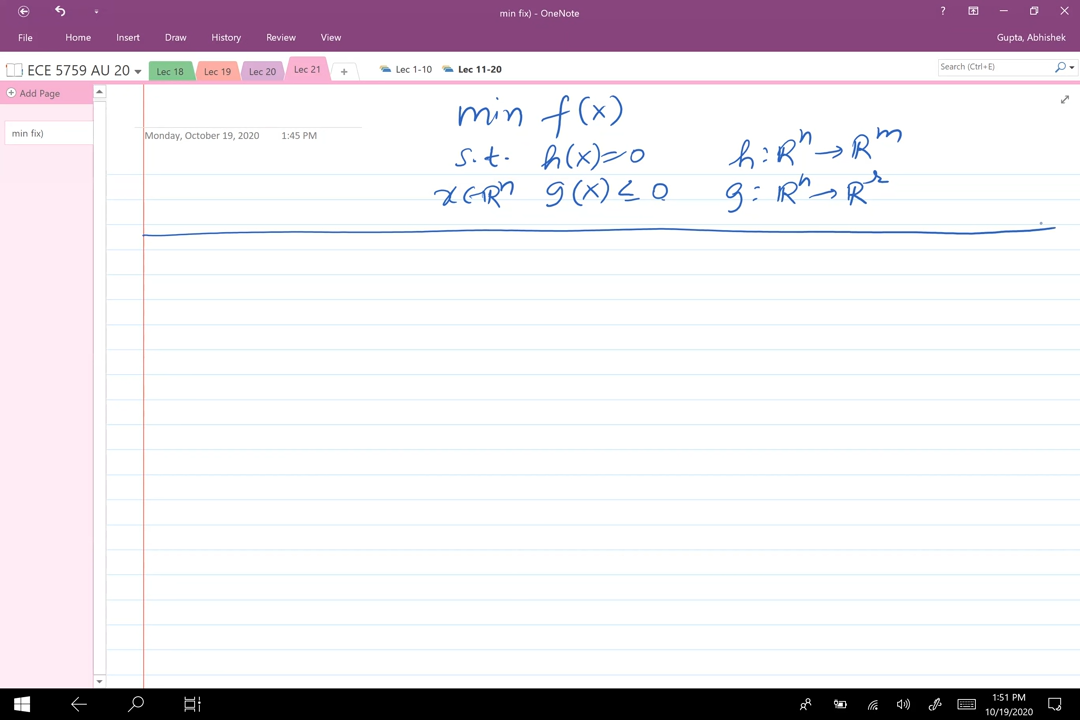 min fix) - OneNote
?
Gupta, Abhishek
File Home Insert Draw History Review View
ECE 5759 AU 20 Lec 18 Lec 19 Lec 20 Lec 21 + Lec 1-10 Lec 11-20
Search (Ctrl+E)
Add Page
min fix)
Monday, October 19, 2020 1:45 PM
min f(x)
s.t. h(x)=0 h: ℝⁿ → ℝᵐ
x∈ℝⁿ g(x) ≤ 0 g: ℝⁿ → ℝʳ
1:51 PM
10/19/2020